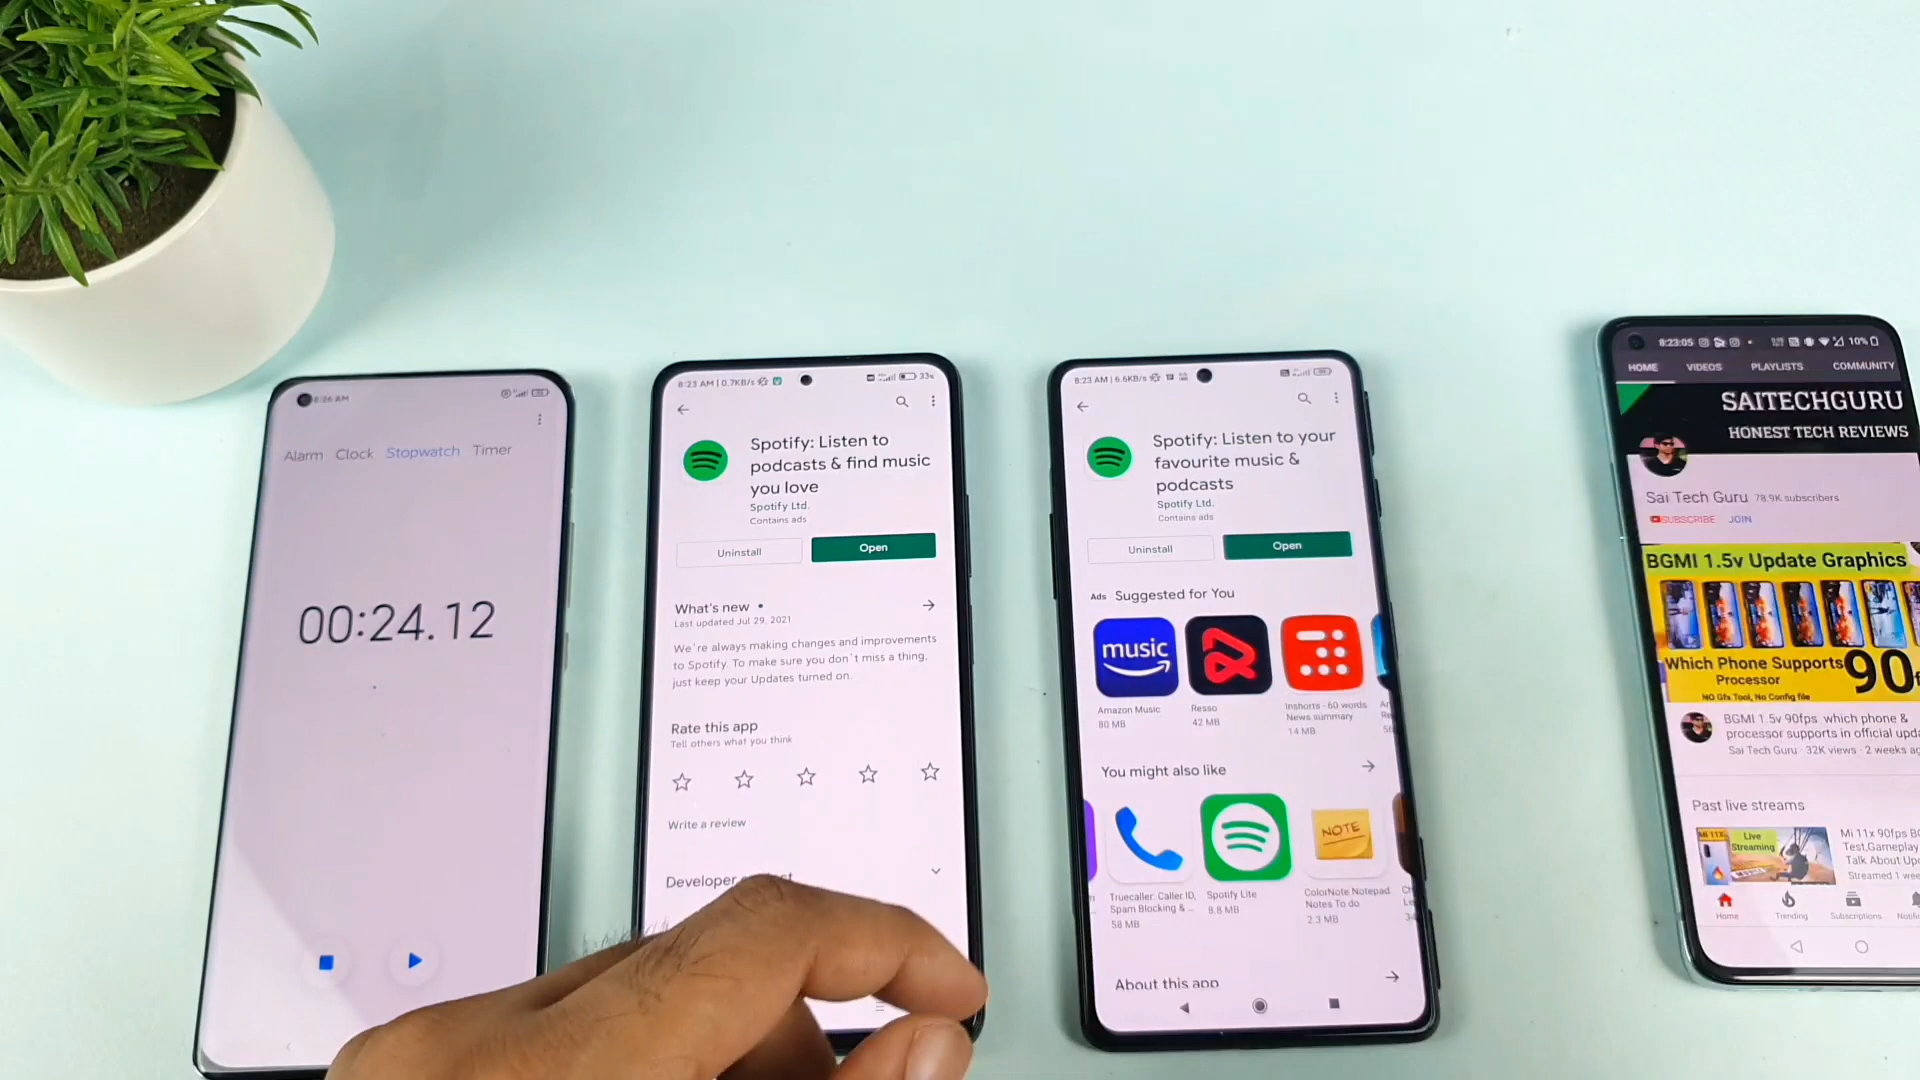 8:26 AM
Alarm Clock Stopwatch Timer
00:24.12
8:23 AM | 0.7KB/s
33%
Spotify: Listen to
podcasts & find music
you love
Spotify Ltd.
Contains ads
Uninstall
Open
What's new •
Last updated Jul 29, 2021
We're always making changes and improvements
to Spotify. To make sure you don't miss a thing,
just keep your Updates turned on.
Rate this app
Tell others what you think
Write a review
Developer
8:23 AM | 6.6KB/s
Spotify: Listen to your
favourite music &
podcasts
Spotify Ltd.
Contains ads
Uninstall
Open
Ads Suggested for You
music
Amazon Music
80 MB
Resso
42 MB
Inshorts - 60 words
News summary
14 MB
You might also like
NOTE
Truecaller: Caller ID,
Spam Blocking & ...
58 MB
Spotify Lite
8.8 MB
ColorNote Notepad
Notes To do
2.3 MB
About this app
8:23:05
10%
HOME VIDEOS PLAYLISTS COMMUNITY
SAITECHGURU
HONEST TECH REVIEWS
Sai Tech Guru 78.9K subscribers
SUBSCRIBE JOIN
BGMI 1.5v Update Graphics
Which Phone Supports
Processor
90f
NO Gfx Tool, No Config file
BGMI 1.5v 90fps which phone &
processor supports in official upda
Sai Tech Guru · 32K views · 2 weeks ag
Past live streams
Mi 11X
Live
Streaming
Mi 11x 90fps B
Test,Gameplay
Talk About Up
Streamed 1 wee
Home
Trending
Subscriptions
Notifi